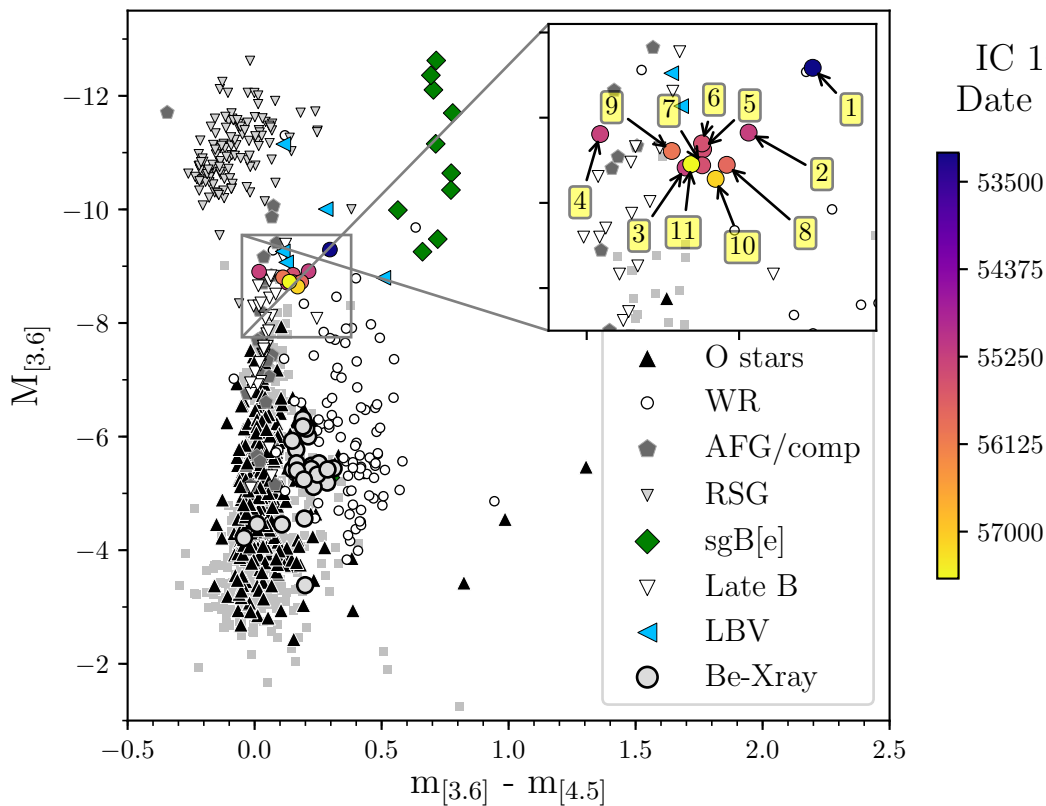 IC 1
Date
9
7
6
5
1
4
2
3
11
10
8
−12
−10
−8
−6
−4
−2
M[3.6]
O stars
WR
AFG/comp
RSG
sgB[e]
Late B
LBV
Be-Xray
53500
54375
55250
56125
57000
−0.5 0.0 0.5 1.0 1.5 2.0 2.5
m[3.6] - m[4.5]